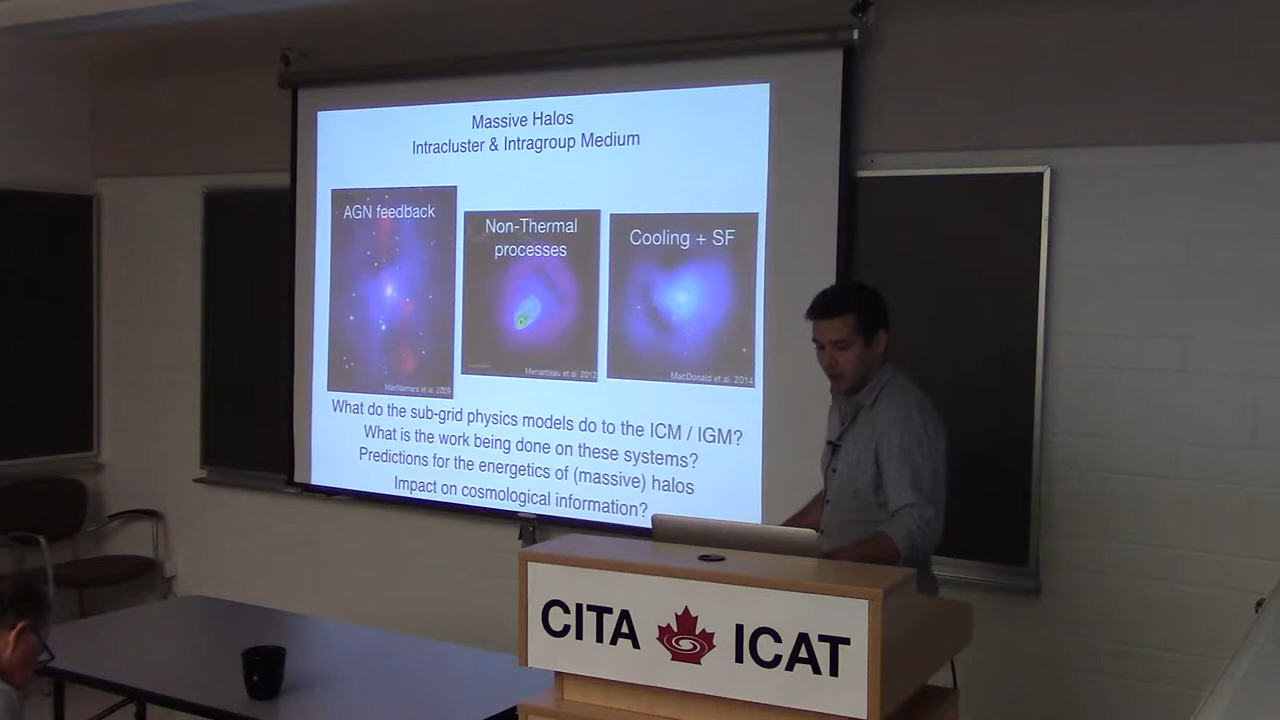 Massive Halos
Intracluster & Intragroup Medium
AGN feedback
MacNamara et al. 2009
Non-Thermal
processes
Menanteau et al. 2012
Cooling + SF
MacDonald et al. 2014
What do the sub-grid physics models do to the ICM / IGM?
What is the work being done on these systems?
Predictions for the energetics of (massive) halos
Impact on cosmological information?
CITA ICAT